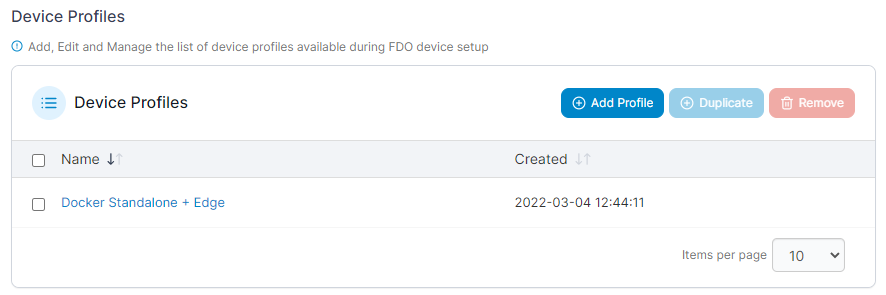 Device Profiles
Add, Edit and Manage the list of device profiles available during FDO device setup
Device Profiles
Add Profile
Duplicate
Remove
Name
Created
Docker Standalone + Edge
2022-03-04 12:44:11
Items per page
10